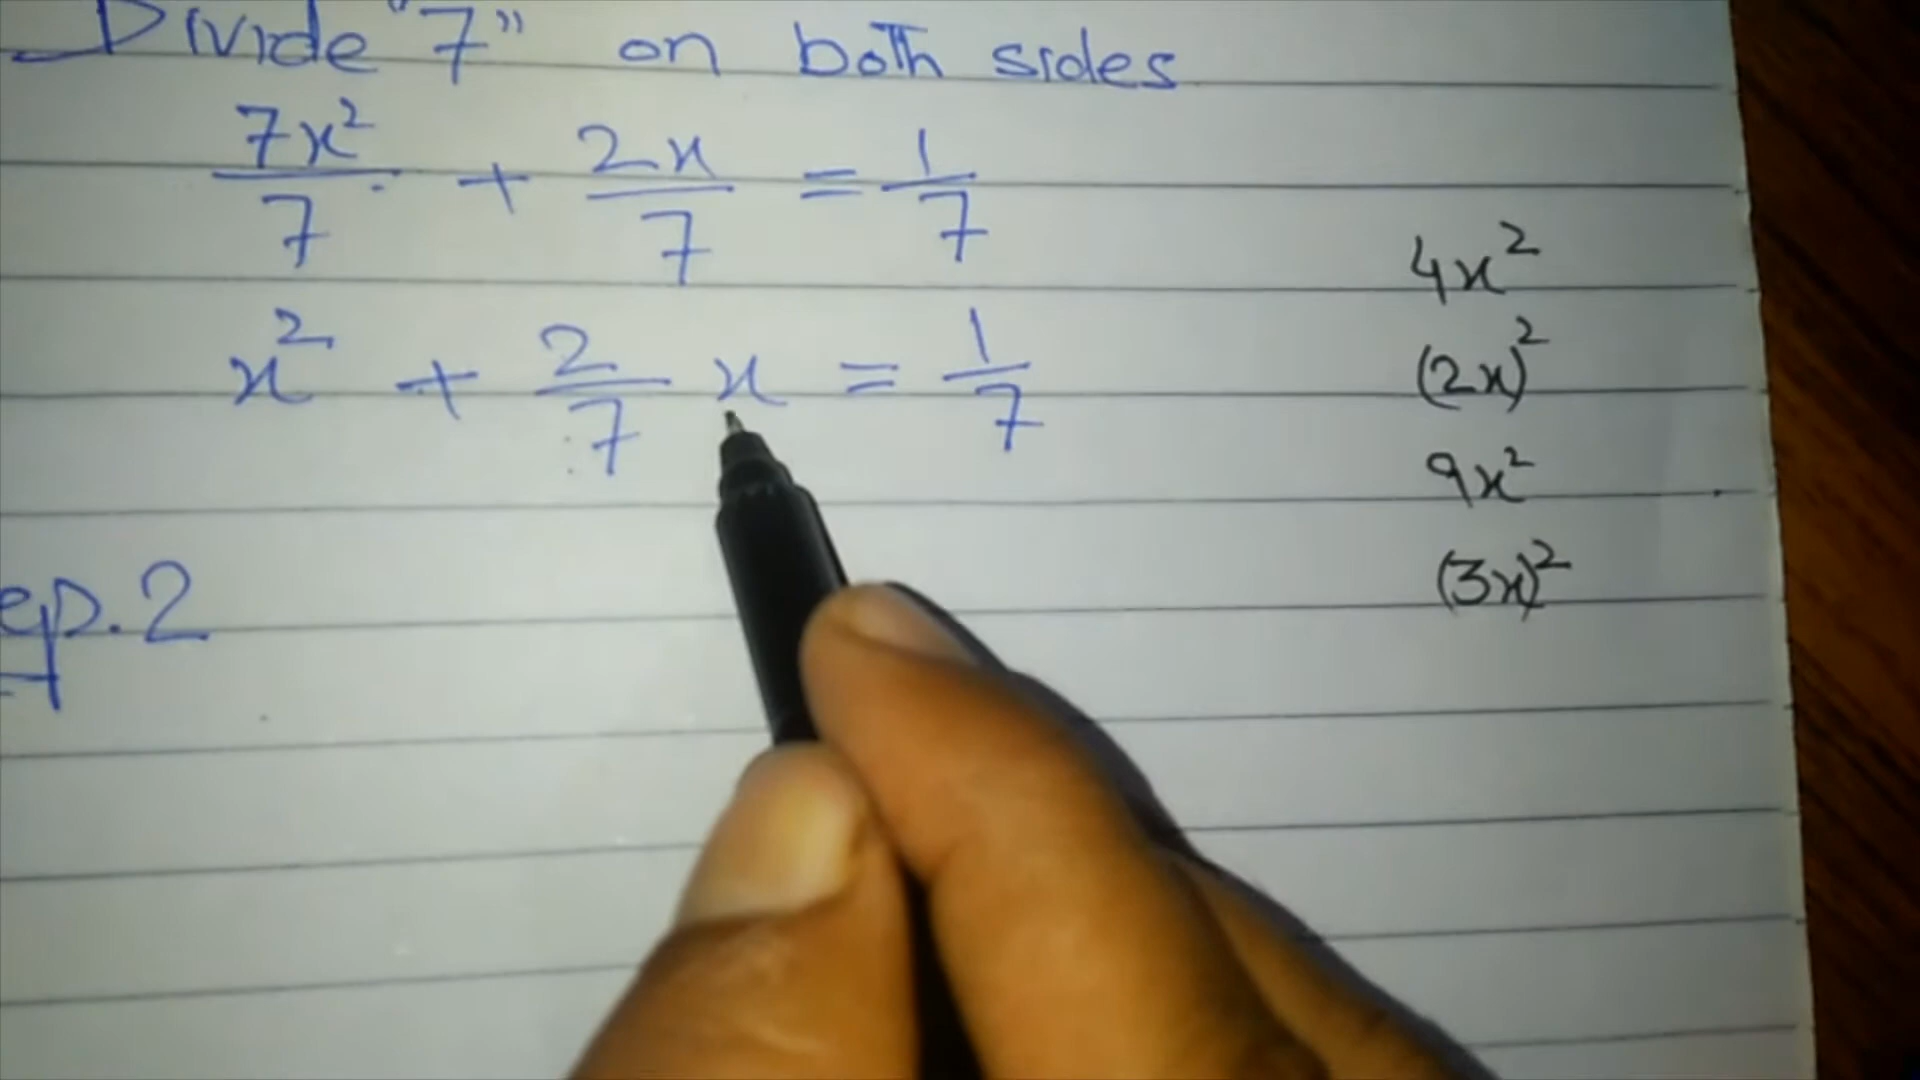 Divide "7" on both sides
7x²/7 + 2x/7 = 1/7
x² + 2/7 x = 1/7
ep.2
4x²
(2x)²
9x²
(3x)²